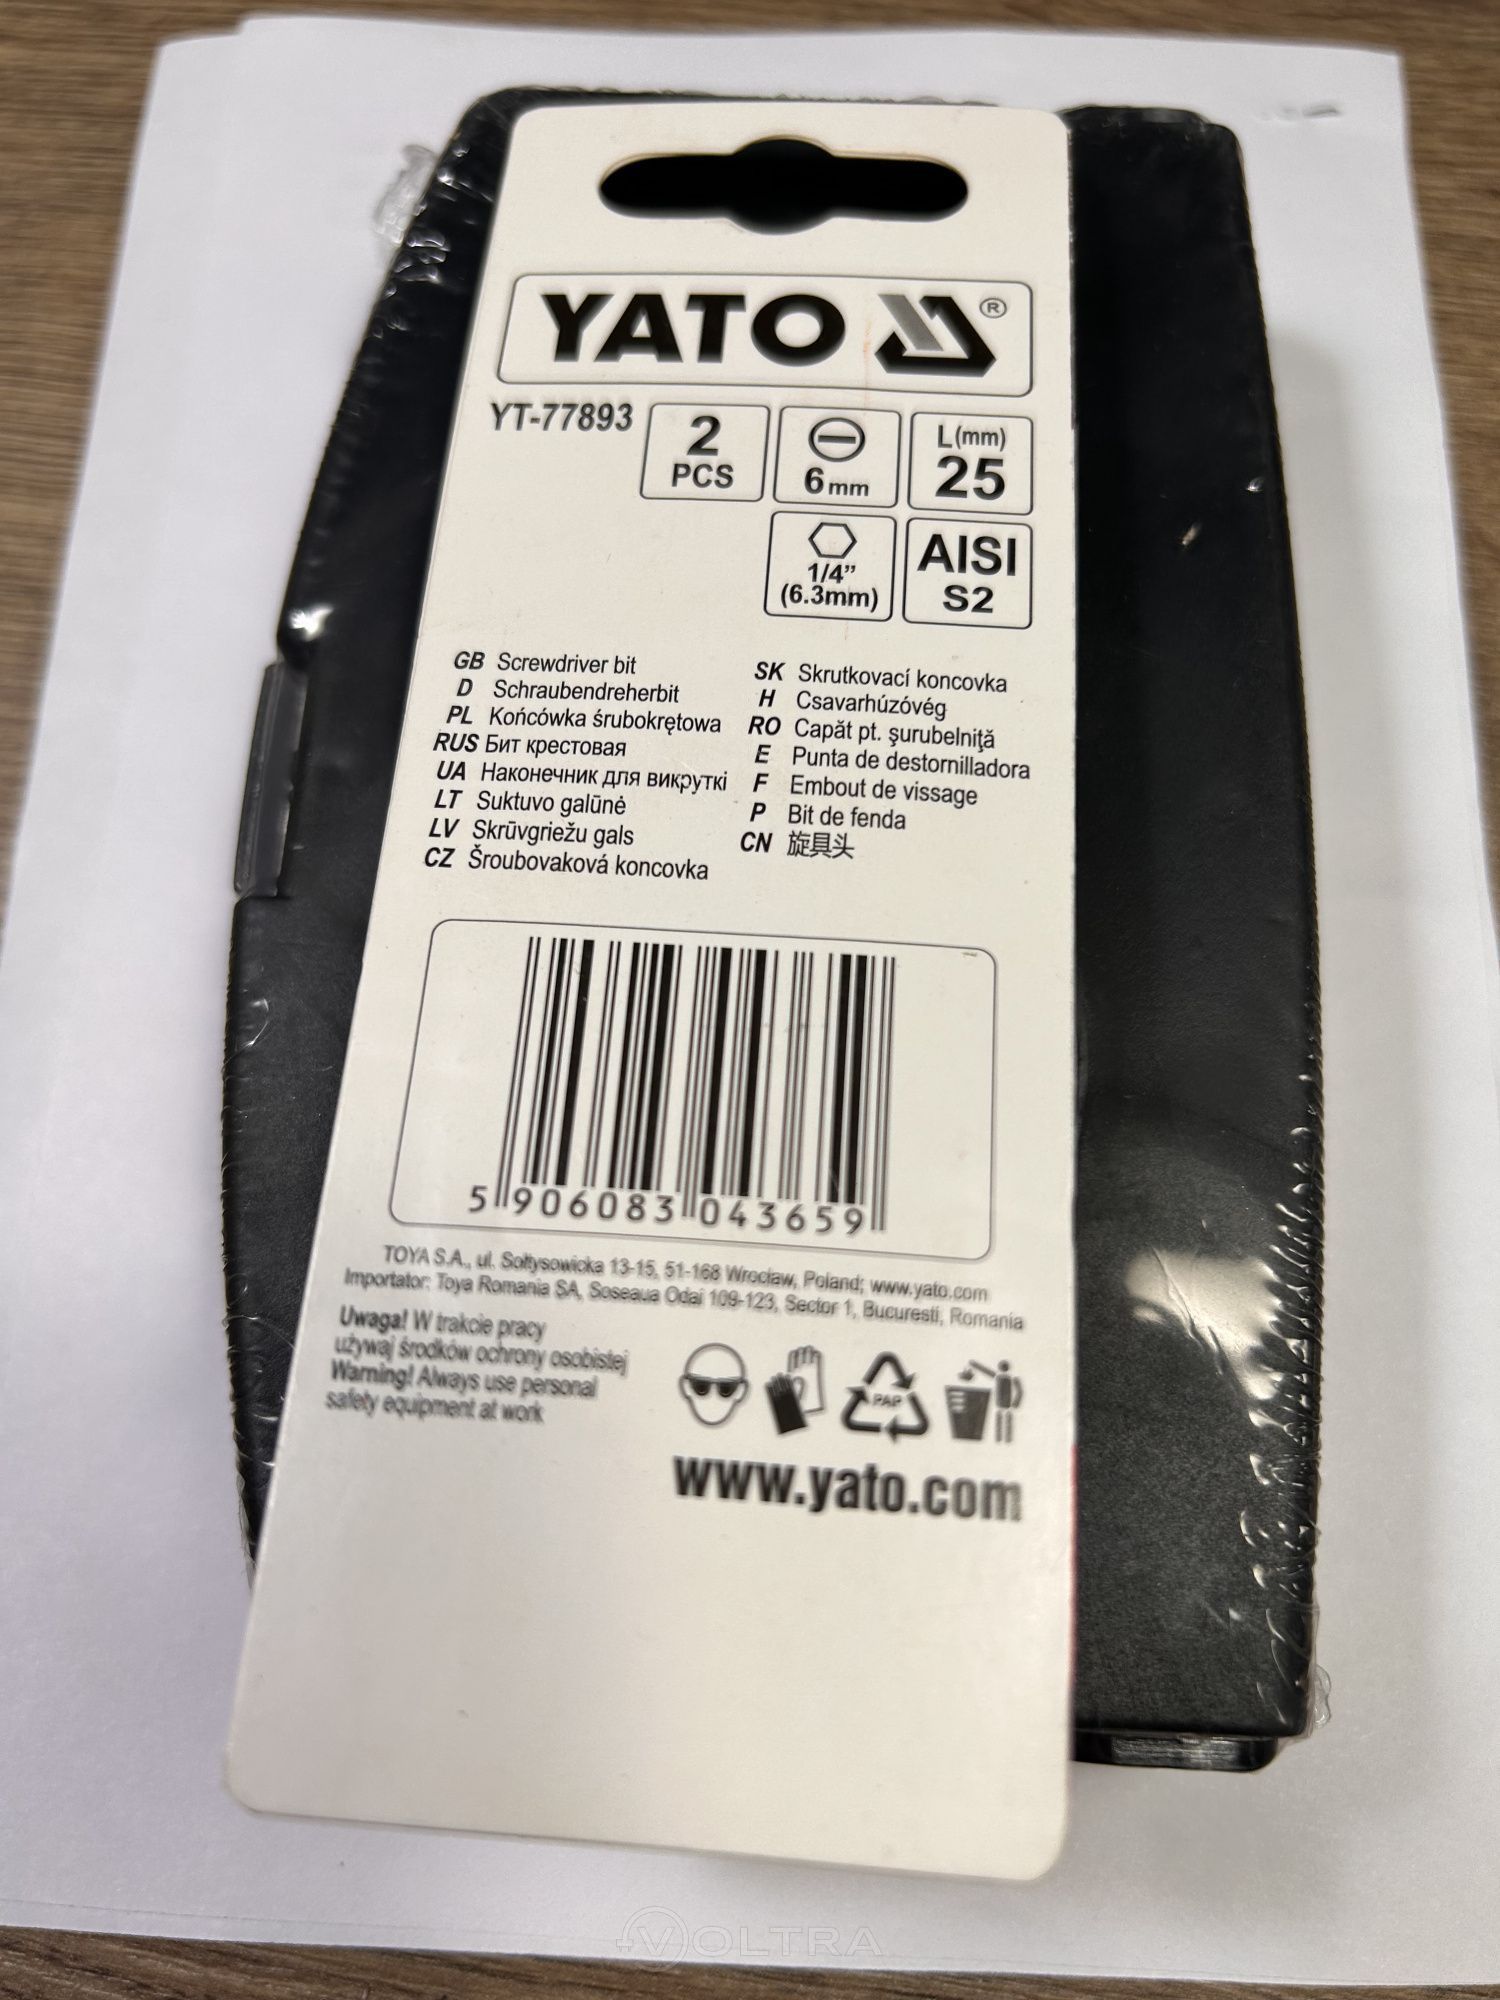 YATO ®
YT-77893
2
PCS
6 mm
L(mm)
25
1/4”
(6.3mm)
AISI
S2
GB Screwdriver bit
D Schraubendreherbit
PL Końcówka śrubokrętowa
RUS Бит крестовая
UA Наконечник для викруткі
LT Suktuvo galūnė
LV Skrūvgriežu gals
CZ Šroubovaková koncovka
SK Skrutkovací koncovka
H Csavarhúzóvég
RO Capăt pt. şurubelniţă
E Punta de destornilladora
F Embout de vissage
P Bit de fenda
CN 旋具头
5 906083 043659
TOYA S.A., ul. Sołtysowicka 13-15, 51-168 Wrocław, Poland; www.yato.com
Importator: Toya Romania SA, Soseaua Odai 109-123, Sector 1, Bucuresti, Romania
Uwaga! W trakcie pracy
używaj środków ochrony osobistej
Warning! Always use personal
safety equipment at work
PAP
www.yato.com
VOLTRA